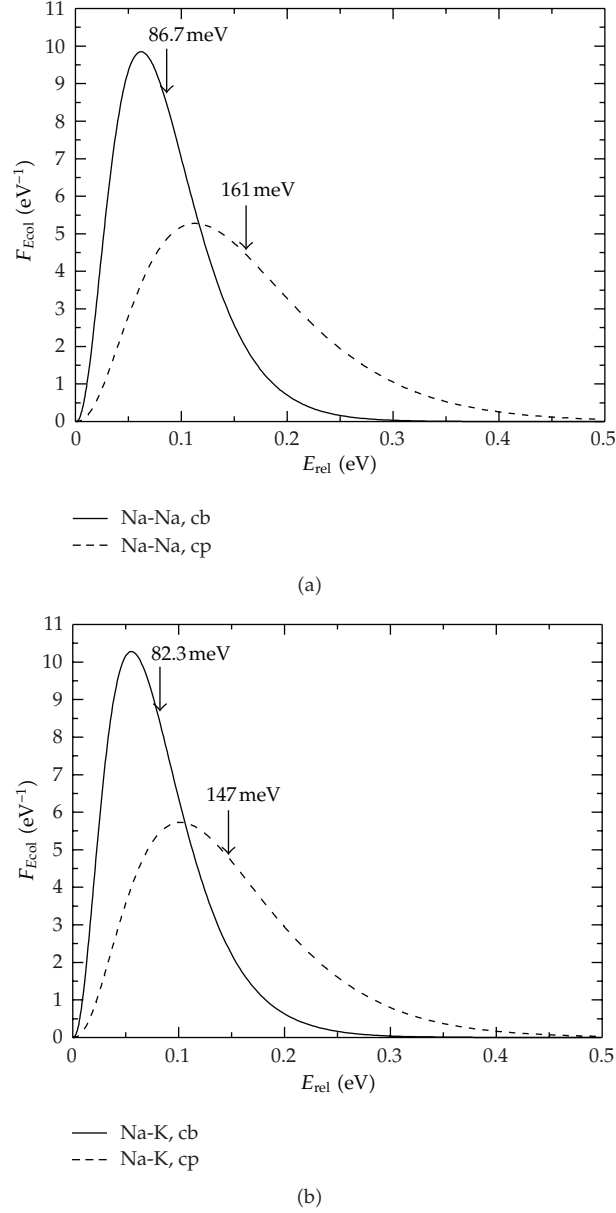 11
10
9
8
7
6
5
4
3
2
1
0
F_Ecol (eV⁻¹)
86.7 meV
161 meV
0 0.1 0.2 0.3 0.4 0.5
E_rel (eV)
Na-Na, cb
Na-Na, cp
(a)
11
10
9
8
7
6
5
4
3
2
1
0
F_Ecol (eV⁻¹)
82.3 meV
147 meV
0 0.1 0.2 0.3 0.4 0.5
E_rel (eV)
Na-K, cb
Na-K, cp
(b)